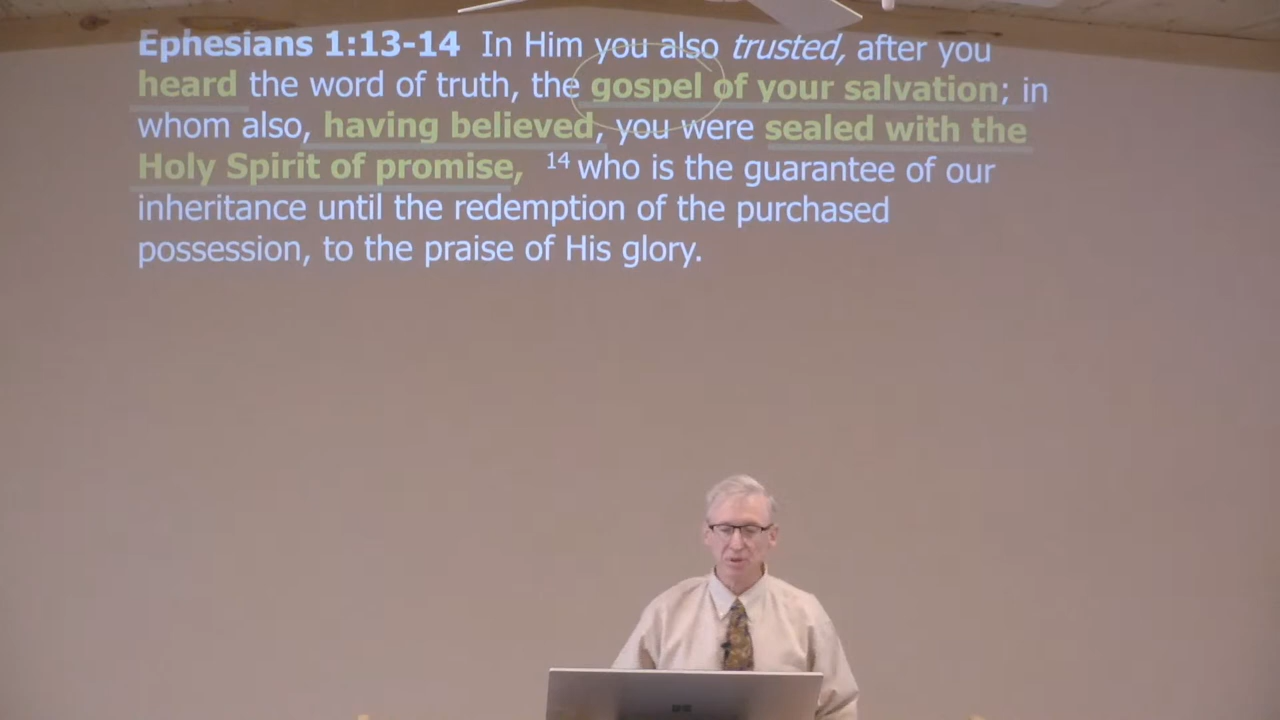 Ephesians 1:13-14 In Him you also trusted, after you
heard the word of truth, the gospel of your salvation; in
whom also, having believed, you were sealed with the
Holy Spirit of promise, 14 who is the guarantee of our
inheritance until the redemption of the purchased
possession, to the praise of His glory.